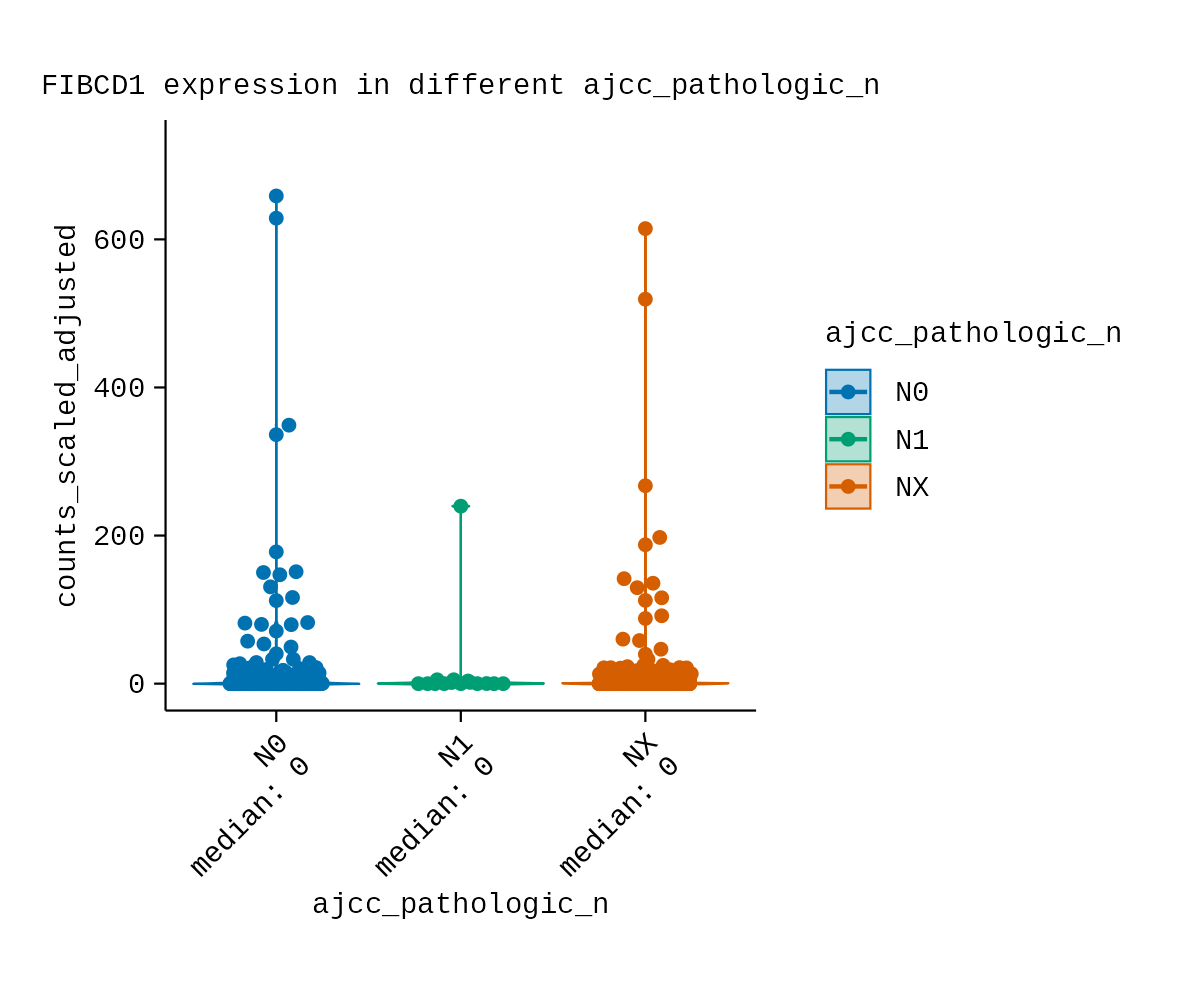 FIBCD1 expression in different ajcc_pathologic_n
counts_scaled_adjusted
600
400
200
0
N0
median: 0
N1
median: 0
NX
median: 0
ajcc_pathologic_n
ajcc_pathologic_n
N0
N1
NX